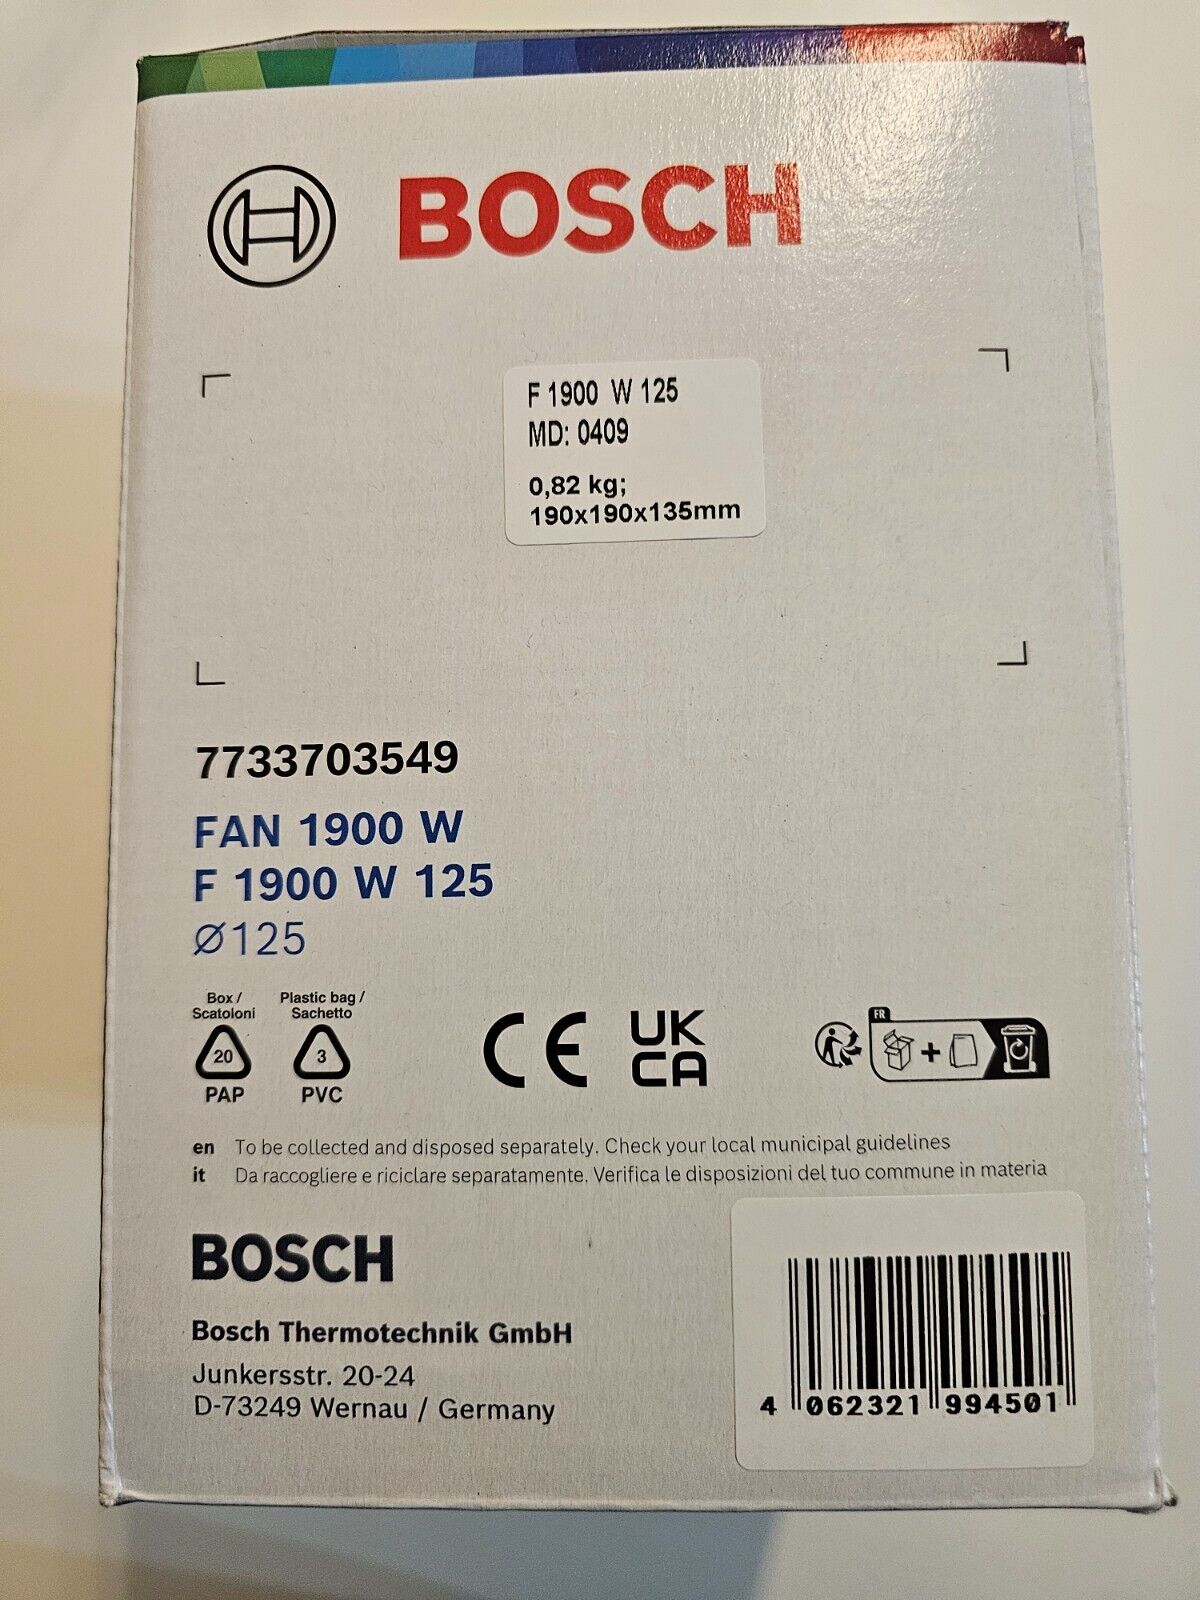 BOSCH
F 1900 W 125
MD: 0409
0,82 kg;
190x190x135mm
7733703549
FAN 1900 W
F 1900 W 125
Ø125
Box / Scatoloni
20
PAP
Plastic bag / Sachetto
3
PVC
CE
UK
CA
FR
+
en To be collected and disposed separately. Check your local municipal guidelines
it Da raccogliere e riciclare separatamente. Verifica le disposizioni del tuo commune in materia
BOSCH
Bosch Thermotechnik GmbH
Junkersstr. 20-24
D-73249 Wernau / Germany
4 062321 994501